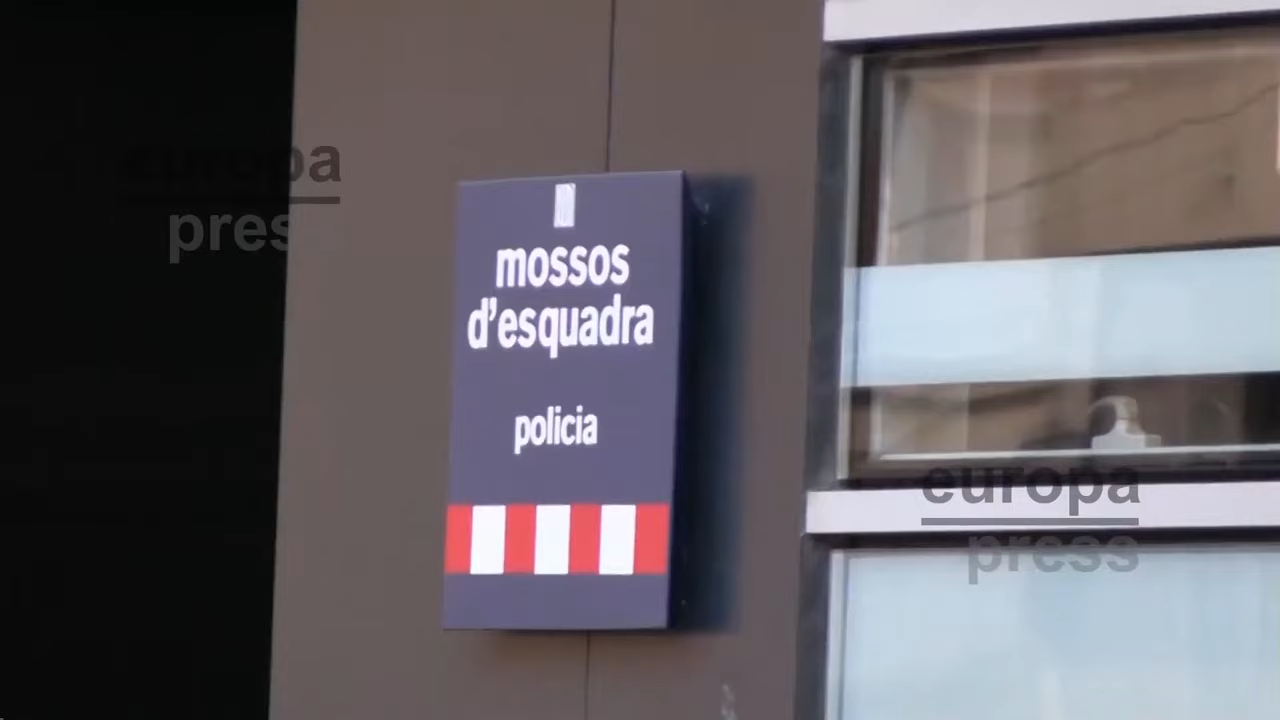 europa
press
mossos
d'esquadra
policia
europa
press